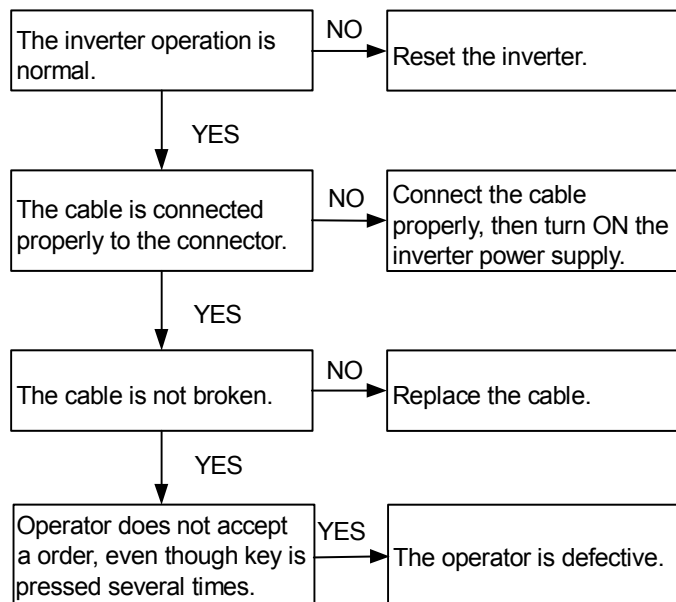 The inverter operation is
normal.
NO
Reset the inverter.
YES
The cable is connected
properly to the connector.
NO
Connect the cable
properly, then turn ON the
inverter power supply.
YES
The cable is not broken.
NO
Replace the cable.
YES
Operator does not accept
a order, even though key is
pressed several times.
YES
The operator is defective.